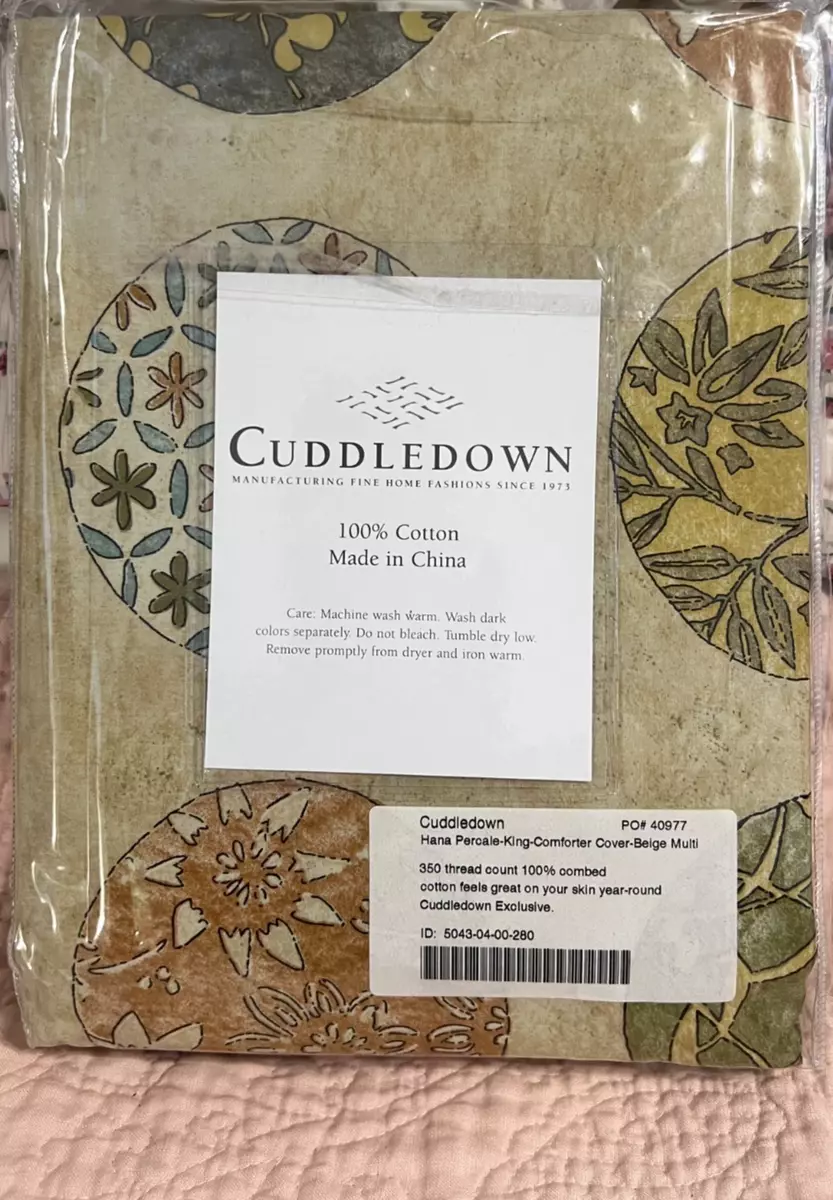 CUDDLEDOWN
MANUFACTURING FINE HOME FASHIONS SINCE 1973
100% Cotton
Made in China
Care: Machine wash warm. Wash dark
colors separately. Do not bleach. Tumble dry low.
Remove promptly from dryer and iron warm.
Cuddledown PO# 40977
Hana Percale-King-Comforter Cover-Beige Multi
350 thread count 100% combed
cotton feels great on your skin year-round
Cuddledown Exclusive.
ID: 5043-04-00-280